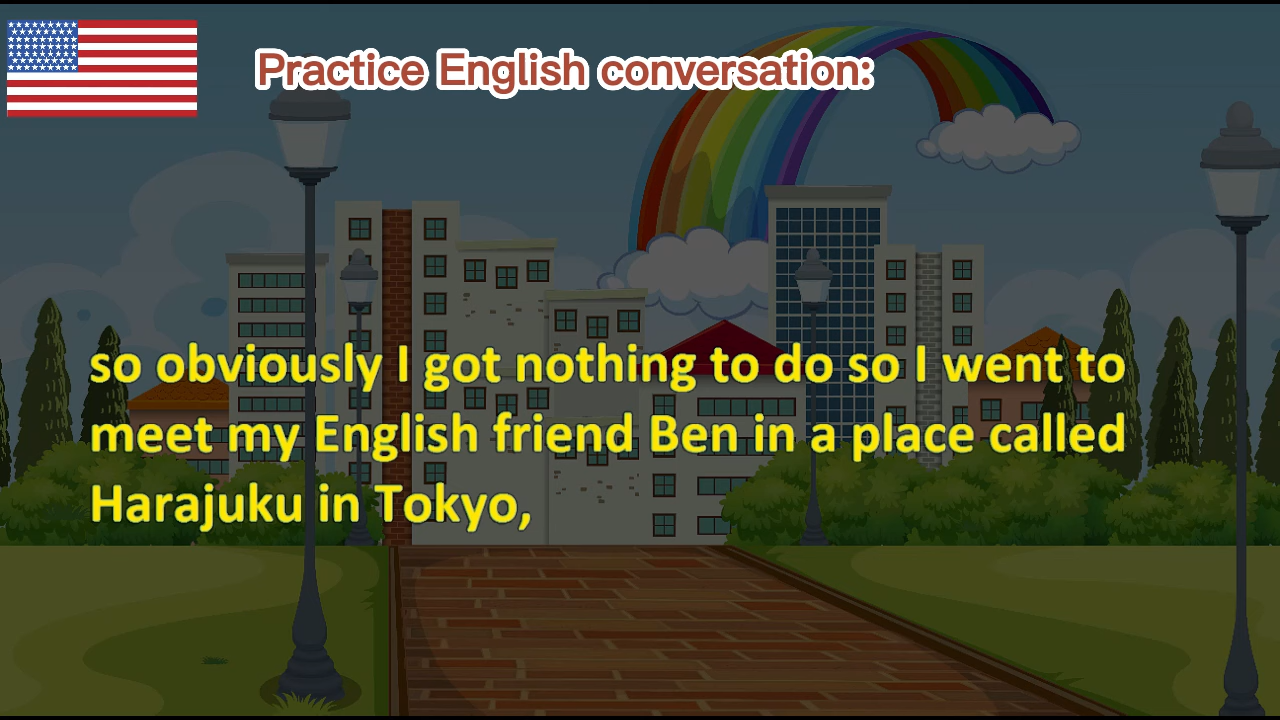 Practice English conversation:
so obviously I got nothing to do so I went to
meet my English friend Ben in a place called
Harajuku in Tokyo,